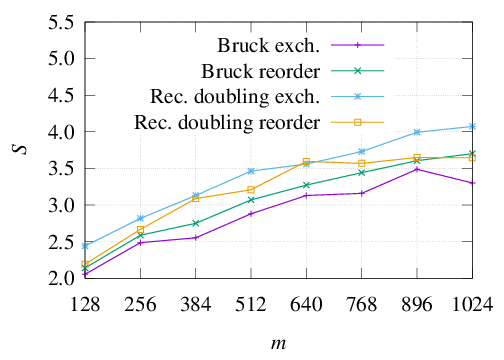 5.5
5.0
4.5
4.0
3.5
3.0
2.5
2.0
S
Bruck exch.
Bruck reorder
Rec. doubling exch.
Rec. doubling reorder
128 256 384 512 640 768 896 1024
m